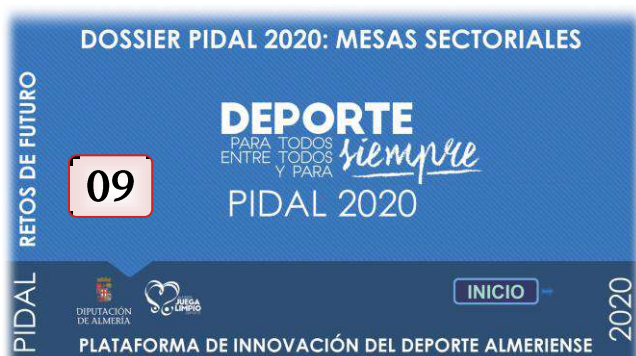 DOSSIER PIDAL 2020: MESAS SECTORIALES
RETOS DE FUTURO
DEPORTE
PARA TODOS
ENTRE TODOS
Y PARA siempre
09
PIDAL 2020
PIDAL
DIPUTACIÓN
DE ALMERÍA
JUEGA
LIMPIO
INICIO
2020
PLATAFORMA DE INNOVACIÓN DEL DEPORTE ALMERIENSE